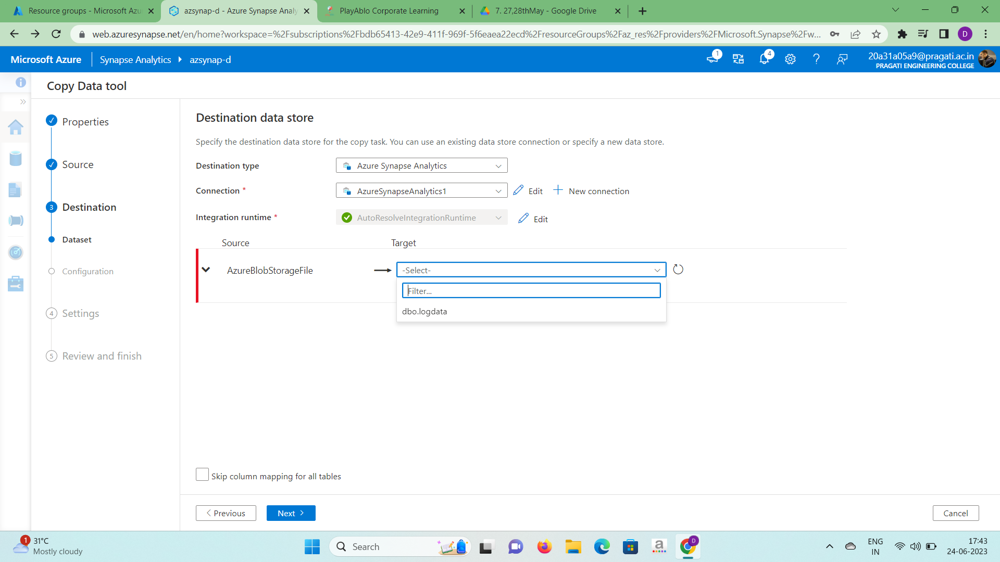 Resource groups - Microsoft Azu
azsynap-d - Azure Synapse Analy
PlayAblo Corporate Learning
7. 27,28thMay - Google Drive
web.azuresynapse.net/en/home?workspace=%2Fsubscriptions%2Fbdb65413-42e9-411f-969f-5f6eaea22ecd%2FresourceGroups%2Faz_res%2Fproviders%2FMicrosoft.Synapse%2Fw...
D
Microsoft Azure
Synapse Analytics
azsynap-d
1
4
20a31a05a9@pragati.ac.in
PRAGATI ENGINEERING COLLEGE
Copy Data tool
Properties
Source
3 Destination
Dataset
Configuration
4 Settings
5 Review and finish
Destination data store
Specify the destination data store for the copy task. You can use an existing data store connection or specify a new data store.
Destination type
Azure Synapse Analytics
Connection *
AzureSynapseAnalytics1
Edit
New connection
Integration runtime *
AutoResolveIntegrationRuntime
Edit
Source
Target
AzureBlobStorageFile
-Select-
Filter...
dbo.logdata
Skip column mapping for all tables
Previous
Next
Cancel
1
31°C
Mostly cloudy
Search
a
D
ENG
IN
17:43
24-06-2023